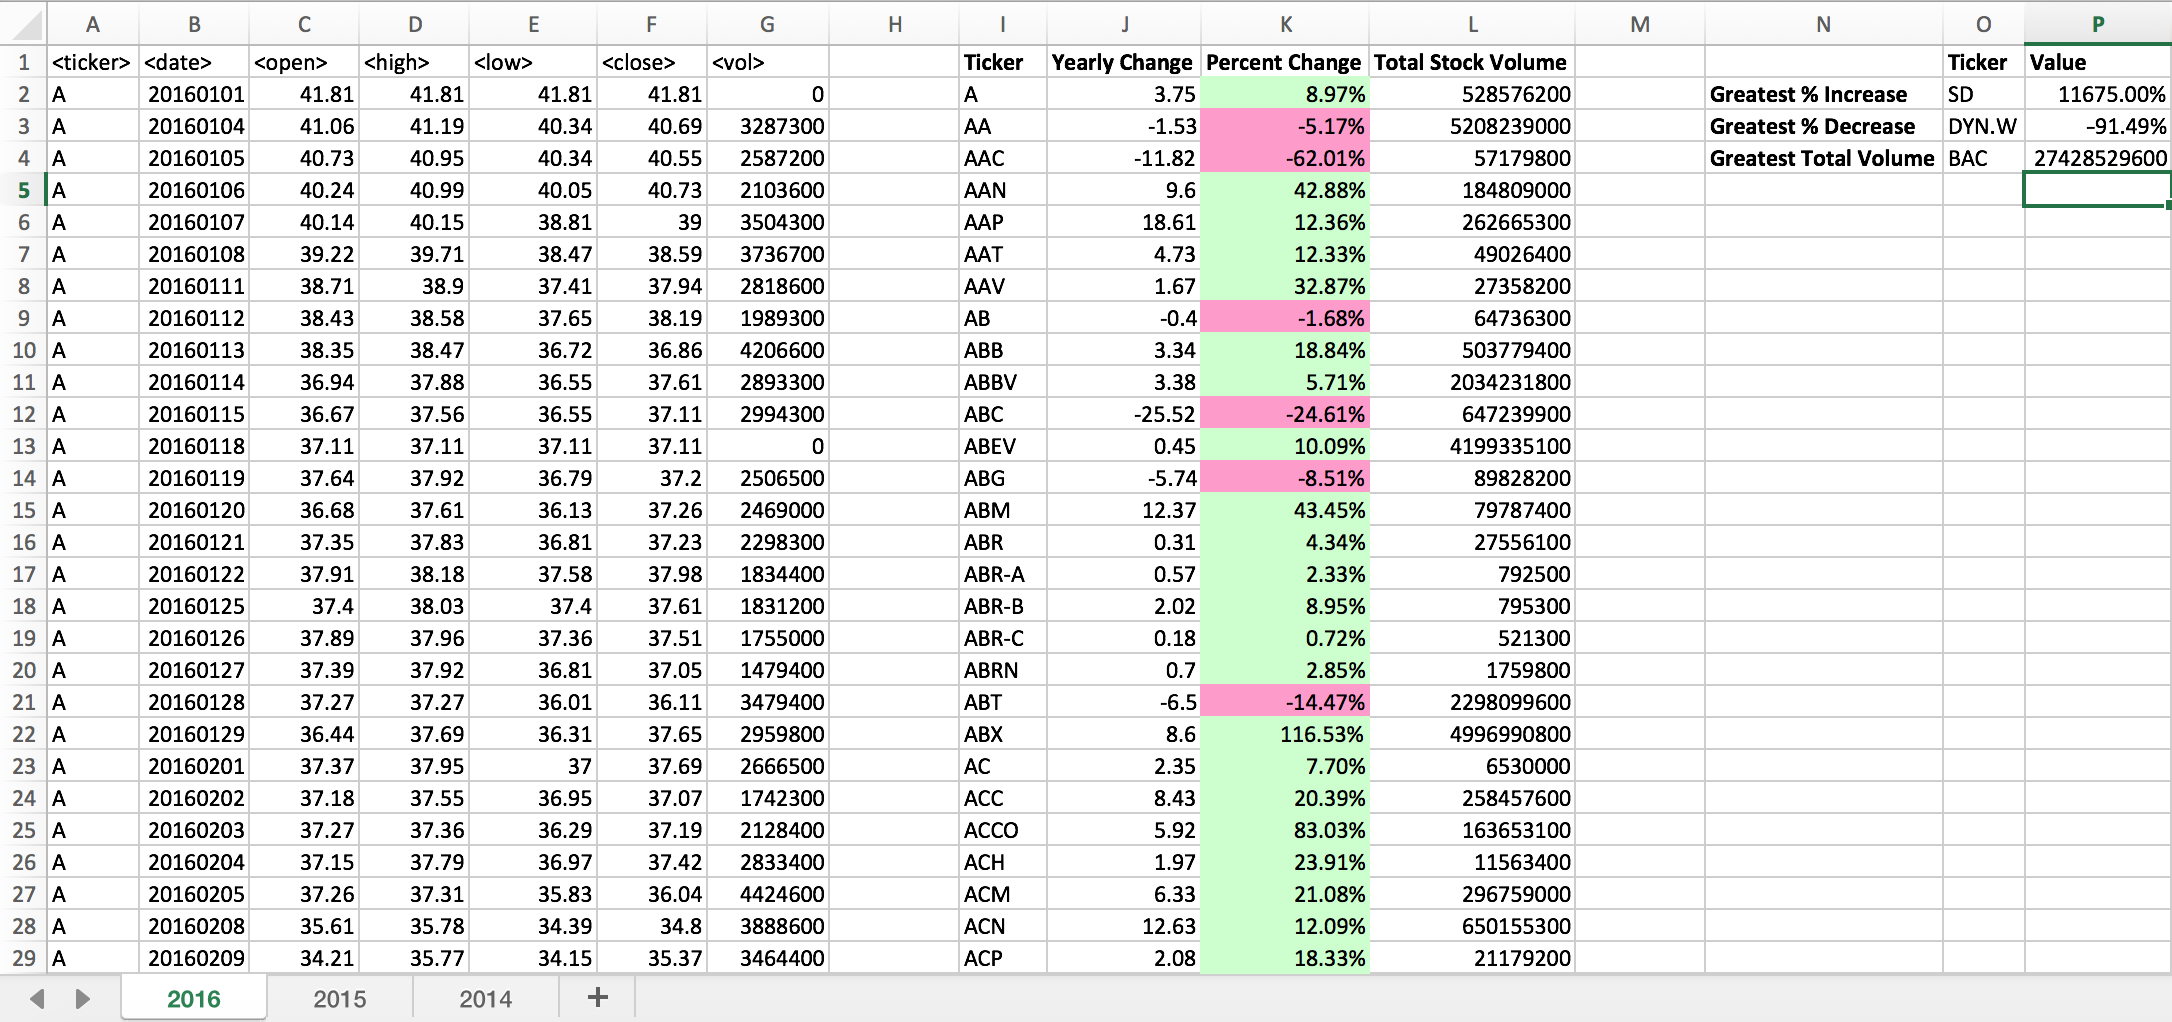 A B C D E F G H I J K L M N O P
1 <ticker> <date> <open> <high> <low> <close> <vol> Ticker Yearly Change Percent Change Total Stock Volume Ticker Value
2 A 20160101 41.81 41.81 41.81 41.81 0 A 3.75 8.97% 528576200 Greatest % Increase SD 11675.00%
3 A 20160104 41.06 41.19 40.34 40.69 3287300 AA -1.53 -5.17% 5208239000 Greatest % Decrease DYN.W -91.49%
4 A 20160105 40.73 40.95 40.34 40.55 2587200 AAC -11.82 -62.01% 57179800 Greatest Total Volume BAC 27428529600
5 A 20160106 40.24 40.99 40.05 40.73 2103600 AAN 9.6 42.88% 184809000
6 A 20160107 40.14 40.15 38.81 39 3504300 AAP 18.61 12.36% 262665300
7 A 20160108 39.22 39.71 38.47 38.59 3736700 AAT 4.73 12.33% 49026400
8 A 20160111 38.71 38.9 37.41 37.94 2818600 AAV 1.67 32.87% 27358200
9 A 20160112 38.43 38.58 37.65 38.19 1989300 AB -0.4 -1.68% 64736300
10 A 20160113 38.35 38.47 36.72 36.86 4206600 ABB 3.34 18.84% 503779400
11 A 20160114 36.94 37.88 36.55 37.61 2893300 ABBV 3.38 5.71% 2034231800
12 A 20160115 36.67 37.56 36.55 37.11 2994300 ABC -25.52 -24.61% 647239900
13 A 20160118 37.11 37.11 37.11 37.11 0 ABEV 0.45 10.09% 4199335100
14 A 20160119 37.64 37.92 36.79 37.2 2506500 ABG -5.74 -8.51% 89828200
15 A 20160120 36.68 37.61 36.13 37.26 2469000 ABM 12.37 43.45% 79787400
16 A 20160121 37.35 37.83 36.81 37.23 2298300 ABR 0.31 4.34% 27556100
17 A 20160122 37.91 38.18 37.58 37.98 1834400 ABR-A 0.57 2.33% 792500
18 A 20160125 37.4 38.03 37.4 37.61 1831200 ABR-B 2.02 8.95% 795300
19 A 20160126 37.89 37.96 37.36 37.51 1755000 ABR-C 0.18 0.72% 521300
20 A 20160127 37.39 37.92 36.81 37.05 1479400 ABRN 0.7 2.85% 1759800
21 A 20160128 37.27 37.27 36.01 36.11 3479400 ABT -6.5 -14.47% 2298099600
22 A 20160129 36.44 37.69 36.31 37.65 2959800 ABX 8.6 116.53% 4996990800
23 A 20160201 37.37 37.95 37 37.69 2666500 AC 2.35 7.70% 6530000
24 A 20160202 37.18 37.55 36.95 37.07 1742300 ACC 8.43 20.39% 258457600
25 A 20160203 37.27 37.36 36.29 37.19 2128400 ACCO 5.92 83.03% 163653100
26 A 20160204 37.15 37.79 36.97 37.42 2833400 ACH 1.97 23.91% 11563400
27 A 20160205 37.26 37.31 35.83 36.04 4424600 ACM 6.33 21.08% 296759000
28 A 20160208 35.61 35.78 34.39 34.8 3888600 ACN 12.63 12.09% 650155300
29 A 20160209 34.21 35.77 34.15 35.37 3464400 ACP 2.08 18.33% 21179200
2016 2015 2014 +